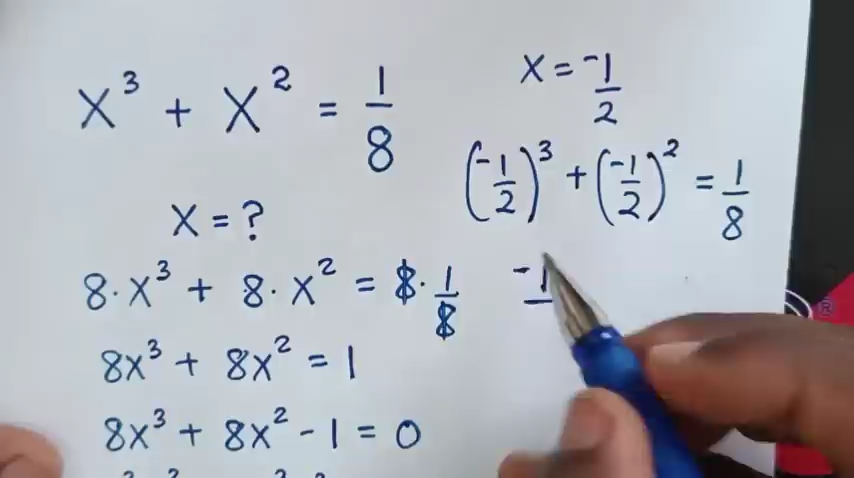 x³ + x² = 1/8
x = ?
8·x³ + 8·x² = 8·1/8
8x³ + 8x² = 1
8x³ + 8x² - 1 = 0
x = -1/2
(-1/2)³ + (-1/2)² = 1/8
-1
®